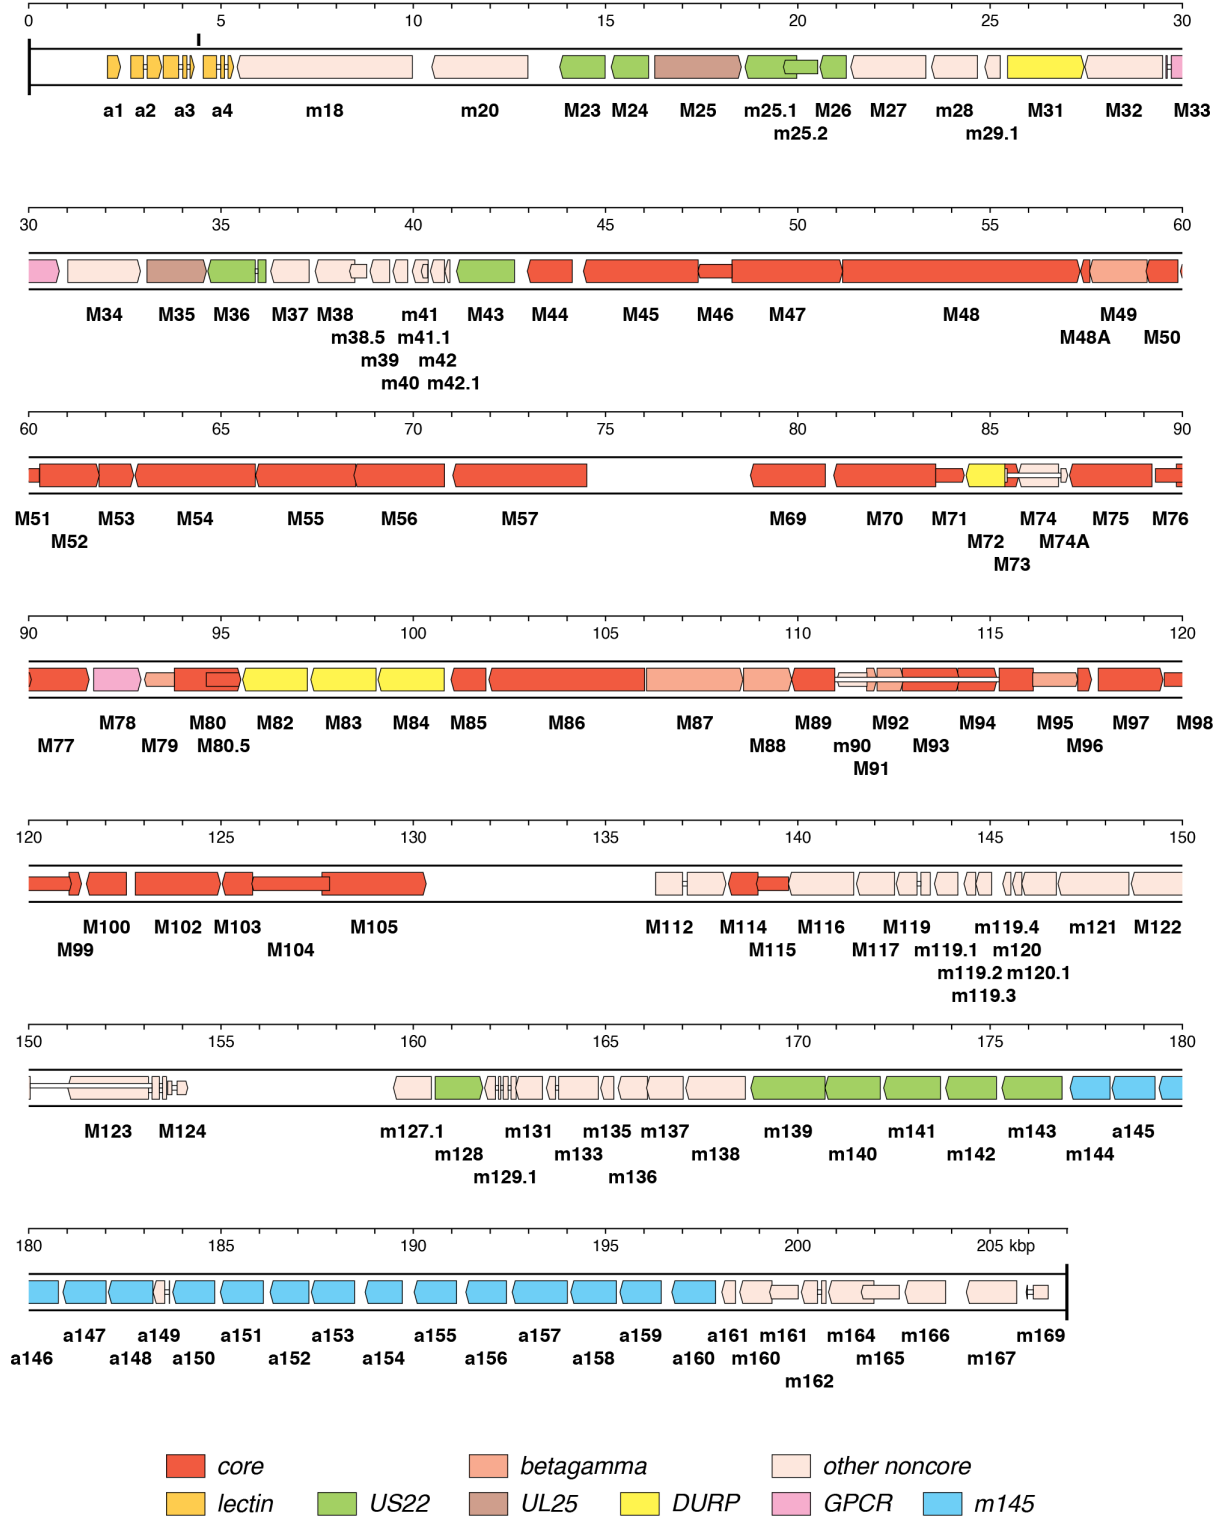 0 5 10 15 20 25 30
a1 a2 a3 a4 m18 m20 M23 M24 M25 m25.1 M26 M27 m28 M31 M32 M33
m25.2 m29.1
30 35 40 45 50 55 60
M34 M35 M36 M37 M38 m41 M43 M44 M45 M46 M47 M48 M49
m38.5 m41.1 M48A M50
m39 m42
m40 m42.1
60 65 70 75 80 85 90
M51 M53 M54 M55 M56 M57 M69 M70 M71 M74 M75 M76
M52 M72 M74A
M73
90 95 100 105 110 115 120
M78 M80 M82 M83 M84 M85 M86 M87 M89 M92 M94 M95 M97 M98
M77 M79 M80.5 M88 m90 M93 M96
M91
120 125 130 135 140 145 150
M100 M102 M103 M105 M112 M114 M116 M119 m119.4 m121 M122
M99 M104 M115 M117 m119.1 m120
m119.2 m120.1
m119.3
150 155 160 165 170 175 180
M123 M124 m127.1 m131 m135 m137 m139 m141 m143 a145
m128 m133 m138 m140 m142 m144
m129.1 m136
180 185 190 195 200 205 kbp
a147 a149 a151 a153 a155 a157 a159 a161 m161 m164 m166 m169
a146 a148 a150 a152 a154 a156 a158 a160 m160 m165 m167
m162
core betagamma other noncore
lectin US22 UL25 DURP GPCR m145